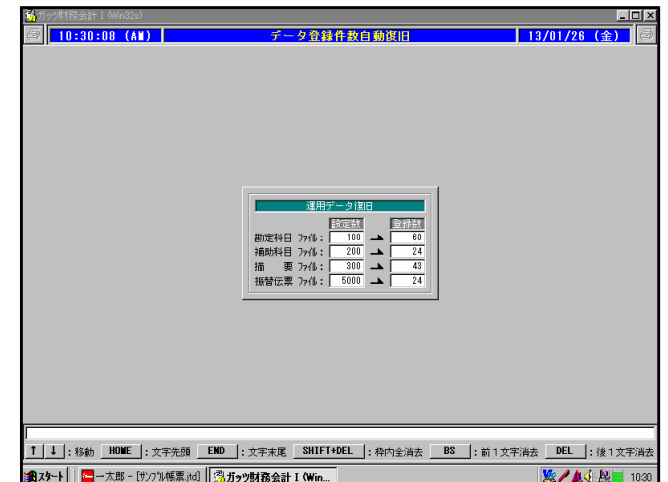 ガッツ財務会計Ⅰ(Win32s)
10:30:08 (AM) データ登録件数自動復旧 13/01/26 (金)
運用データ復旧
設定数 登録数
勘定科目 ファイル: 100 → 60
補助科目 ファイル: 200 → 24
摘 要 ファイル: 300 → 43
振替伝票 ファイル: 5000 → 24
↑ ↓ :移動 HOME :文字先頭 END :文字末尾 SHIFT+DEL :枠内全消去 BS :前1文字消去 DEL :後1文字消去
スタート 一太郎 - [サンプル帳票.jtd] ガッツ財務会計Ⅰ(Win... 10:30